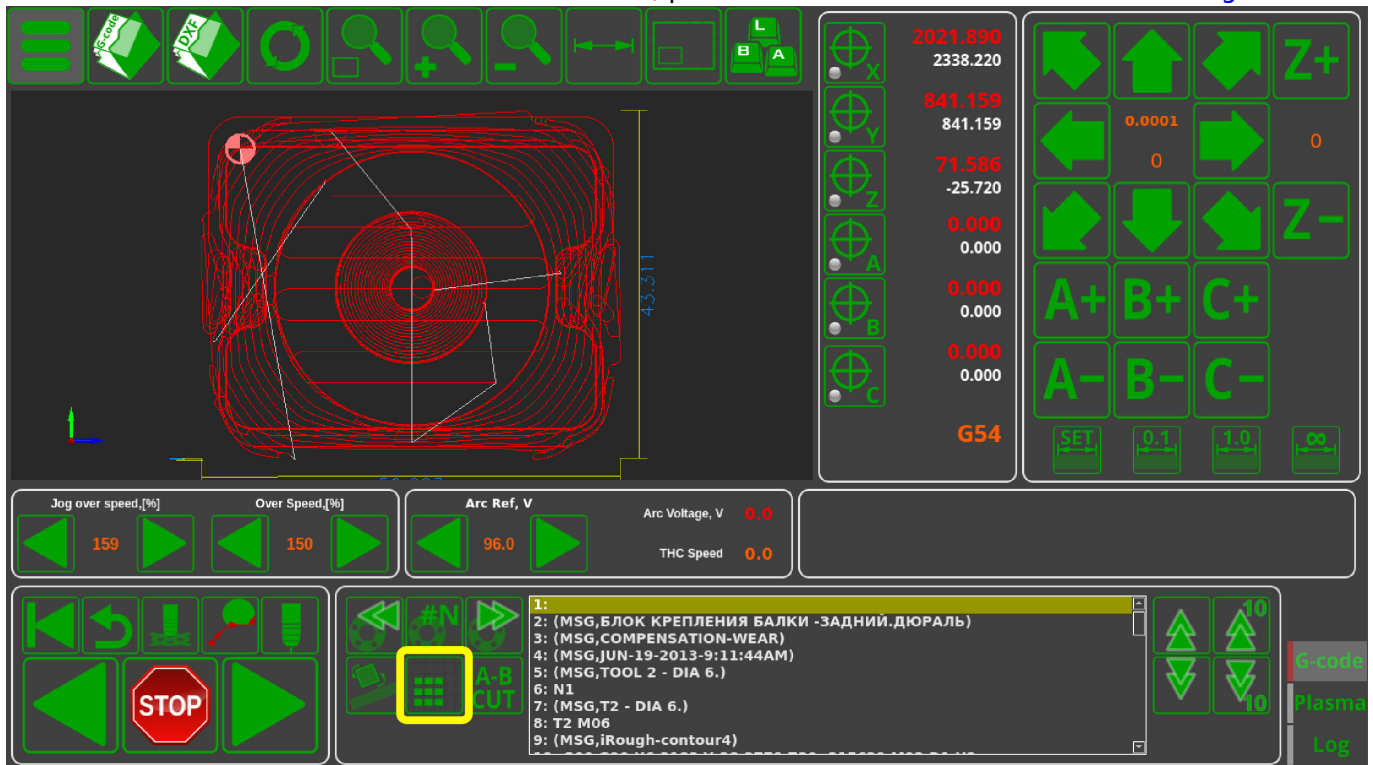 G-code
DXF
L
B
A
X
2021.890
2338.220
Y
841.159
841.159
Z
71.586
-25.720
A
0.000
0.000
B
0.000
0.000
C
0.000
0.000
G54
Z+
0.0001
0
0
Z-
A+ B+ C+
A- B- C-
SET 0.1 1.0 ∞
43.311
Jog over speed,[%]
159
Over Speed,[%]
150
Arc Ref, V
96.0
Arc Voltage, V 0.0
THC Speed 0.0
STOP
#N
A-B
CUT
1:
2: (MSG,БЛОК КРЕПЛЕНИЯ БАЛКИ -ЗАДНИЙ.ДЮРАЛЬ)
3: (MSG,COMPENSATION-WEAR)
4: (MSG,JUN-19-2013-9:11:44AM)
5: (MSG,TOOL 2 - DIA 6.)
6: N1
7: (MSG,T2 - DIA 6.)
8: T2 M06
9: (MSG,iRough-contour4)
10
10
G-code
Plasma
Log